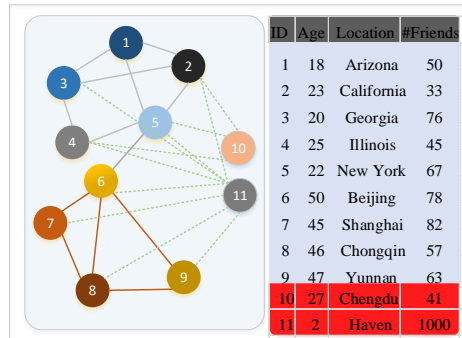 1
2
3
4
5
6
7
8
9
10
11
ID Age Location #Friends
1 18 Arizona 50
2 23 California 33
3 20 Georgia 76
4 25 Illinois 45
5 22 New York 67
6 50 Beijing 78
7 45 Shanghai 82
8 46 Chongqin 57
9 47 Yunnan 63
10 27 Chengdu 41
11 2 Haven 1000